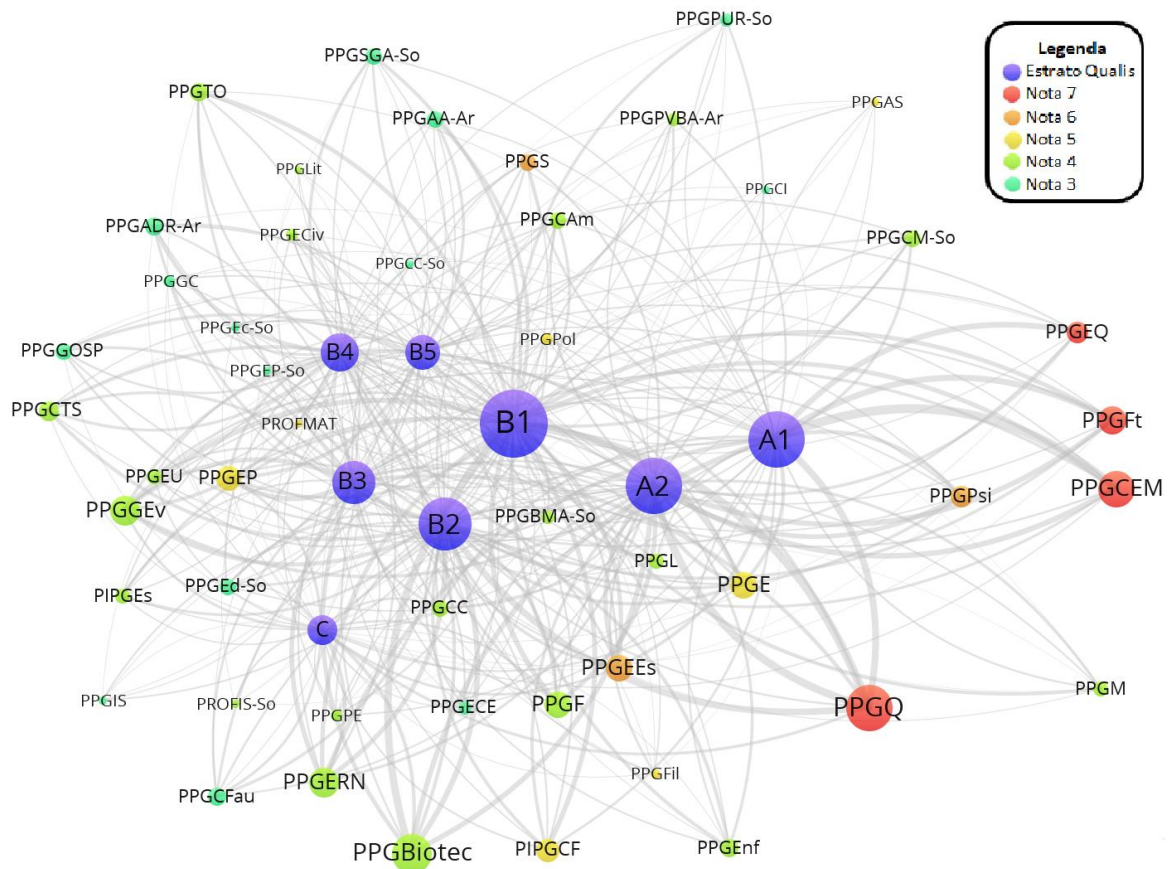 PPGPUR-So
PPGSGA-So
Legenda
Estrato Qualis
Nota 7
Nota 6
Nota 5
Nota 4
Nota 3
PPGTO
PPGAS
PPGAA-Ar
PPGPVBA-Ar
PPGS
PPGLit
PPGCI
PPGADR-Ar
PPGCAm
PPGECiv
PPGCM-So
PPGCC-So
PPGGC
PPGEc-So
PPGEQ
PPGPol
PPGGOSP
B4
B5
PPGEP-So
PPGCTS
PROFMAT
B1
A1
PPGFt
PPGEU
PPGEP
B3
A2
PPGPsi
PPGCEM
PPGGEv
B2
PPGBMA-So
PPGL
PPGEd-So
PPGE
PIPGEs
PPGCC
C
PPGEEs
PPGM
PPGIS
PROFIS-So
PPGPE
PPGECE
PPGF
PPGQ
PPGFil
PPGERN
PPGCFau
PPGBiotec
PIPGCF
PPGEnf